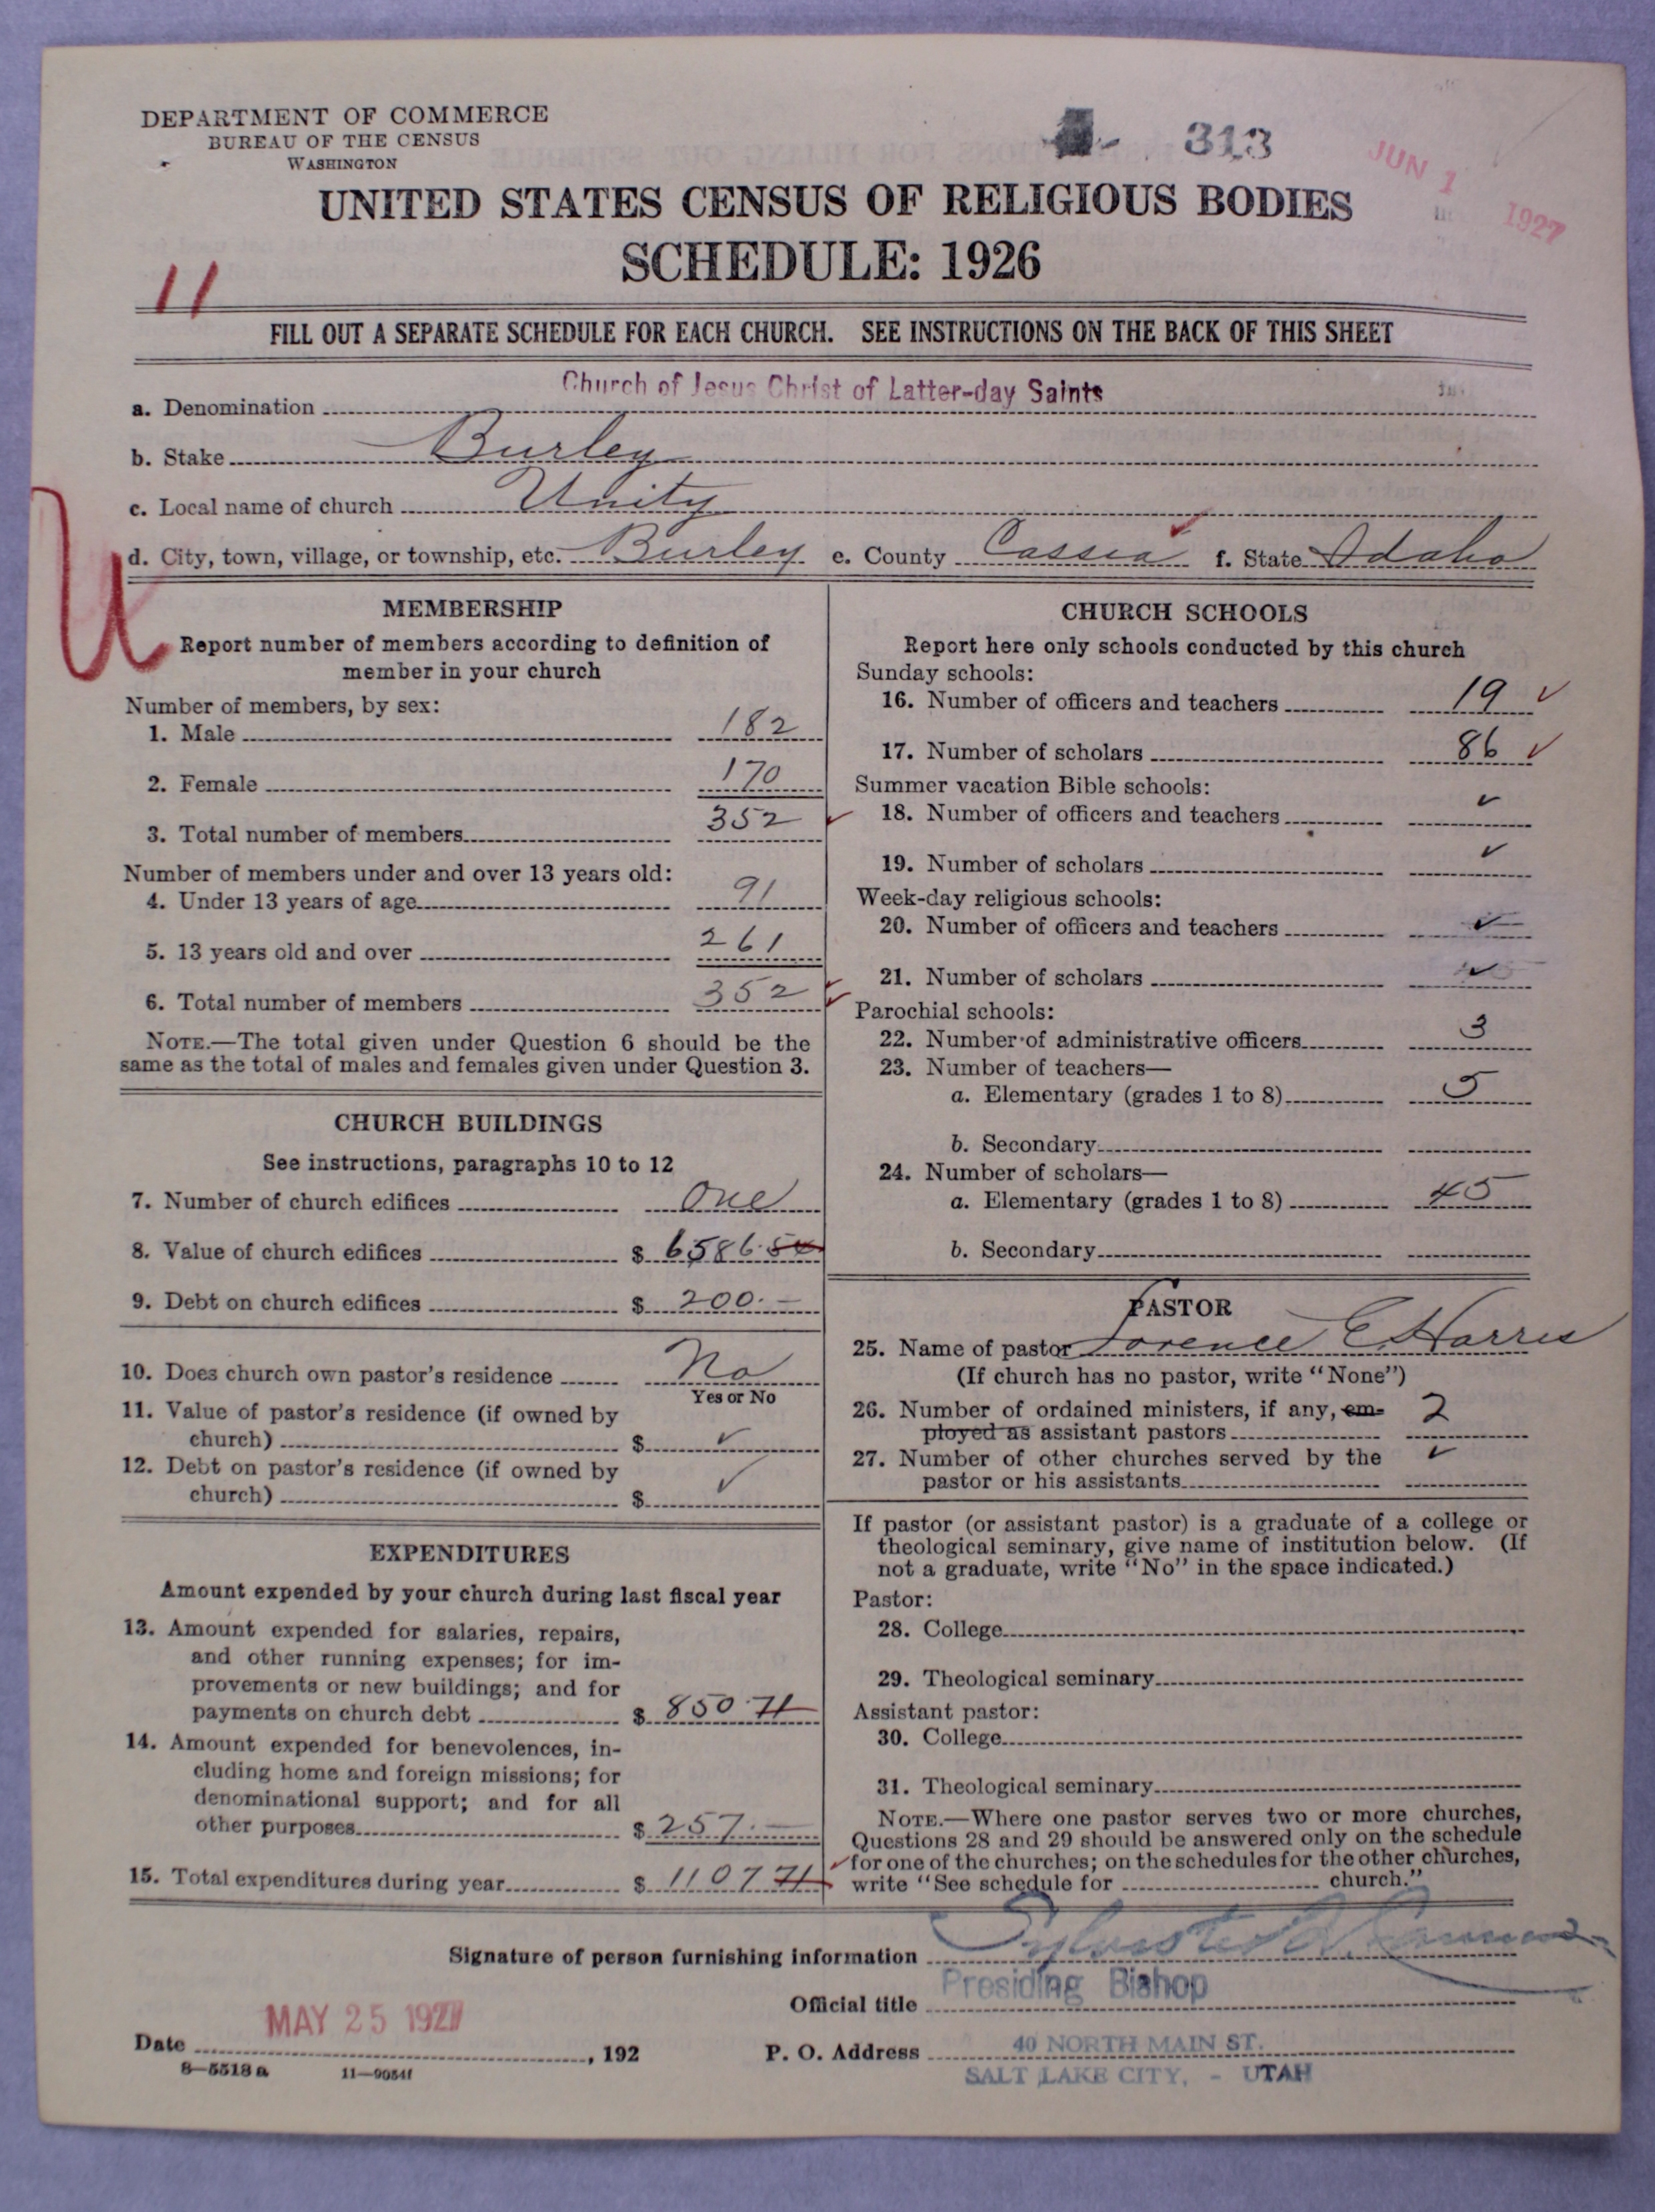 DEPARTMENT OF COMMERCE
BUREAU OF THE CENSUS
WASHINGTON
313
JUN 1 1927
UNITED STATES CENSUS OF RELIGIOUS BODIES
SCHEDULE: 1926
11
FILL OUT A SEPARATE SCHEDULE FOR EACH CHURCH. SEE INSTRUCTIONS ON THE BACK OF THIS SHEET
a. Denomination Church of Jesus Christ of Latter-day Saints
b. Stake Burley
c. Local name of church Unity
d. City, town, village, or township, etc. Burley e. County Cassia f. State Idaho
U
MEMBERSHIP
Report number of members according to definition of
member in your church
Number of members, by sex:
1. Male 182
2. Female 170
3. Total number of members 352
Number of members under and over 13 years old:
4. Under 13 years of age 91
5. 13 years old and over 261
6. Total number of members 352
NOTE.—The total given under Question 6 should be the
same as the total of males and females given under Question 3.
CHURCH BUILDINGS
See instructions, paragraphs 10 to 12
7. Number of church edifices One
8. Value of church edifices $ 6586.54
9. Debt on church edifices $ 200.—
10. Does church own pastor's residence No
Yes or No
11. Value of pastor's residence (if owned by
church) $ ✓
12. Debt on pastor's residence (if owned by
church) $ ✓
EXPENDITURES
Amount expended by your church during last fiscal year
13. Amount expended for salaries, repairs,
and other running expenses; for im-
provements or new buildings; and for
payments on church debt $ 850.71
14. Amount expended for benevolences, in-
cluding home and foreign missions; for
denominational support; and for all
other purposes $ 257.—
15. Total expenditures during year $ 1107 71
CHURCH SCHOOLS
Report here only schools conducted by this church
Sunday schools:
16. Number of officers and teachers 19 ✓
17. Number of scholars 86 ✓
Summer vacation Bible schools:
18. Number of officers and teachers ✓
19. Number of scholars ✓
Week-day religious schools:
20. Number of officers and teachers ✓
21. Number of scholars ✓
Parochial schools:
22. Number of administrative officers 3
23. Number of teachers—
a. Elementary (grades 1 to 8) 5
b. Secondary
24. Number of scholars—
a. Elementary (grades 1 to 8) 45
b. Secondary
PASTOR
25. Name of pastor Lorence E. Harris
(If church has no pastor, write "None")
26. Number of ordained ministers, if any, em-
ployed as assistant pastors 2
27. Number of other churches served by the
pastor or his assistants ✓
If pastor (or assistant pastor) is a graduate of a college or
theological seminary, give name of institution below. (If
not a graduate, write "No" in the space indicated.)
Pastor:
28. College
29. Theological seminary
Assistant pastor:
30. College
31. Theological seminary
NOTE.—Where one pastor serves two or more churches,
Questions 28 and 29 should be answered only on the schedule
for one of the churches; on the schedules for the other churches,
write "See schedule for church."
Signature of person furnishing information Sylvester Q. Cannon
Official title Presiding Bishop
Date MAY 25 1927, 192
P. O. Address 40 NORTH MAIN ST.
SALT LAKE CITY, - UTAH
8—5518 a 11—9054f